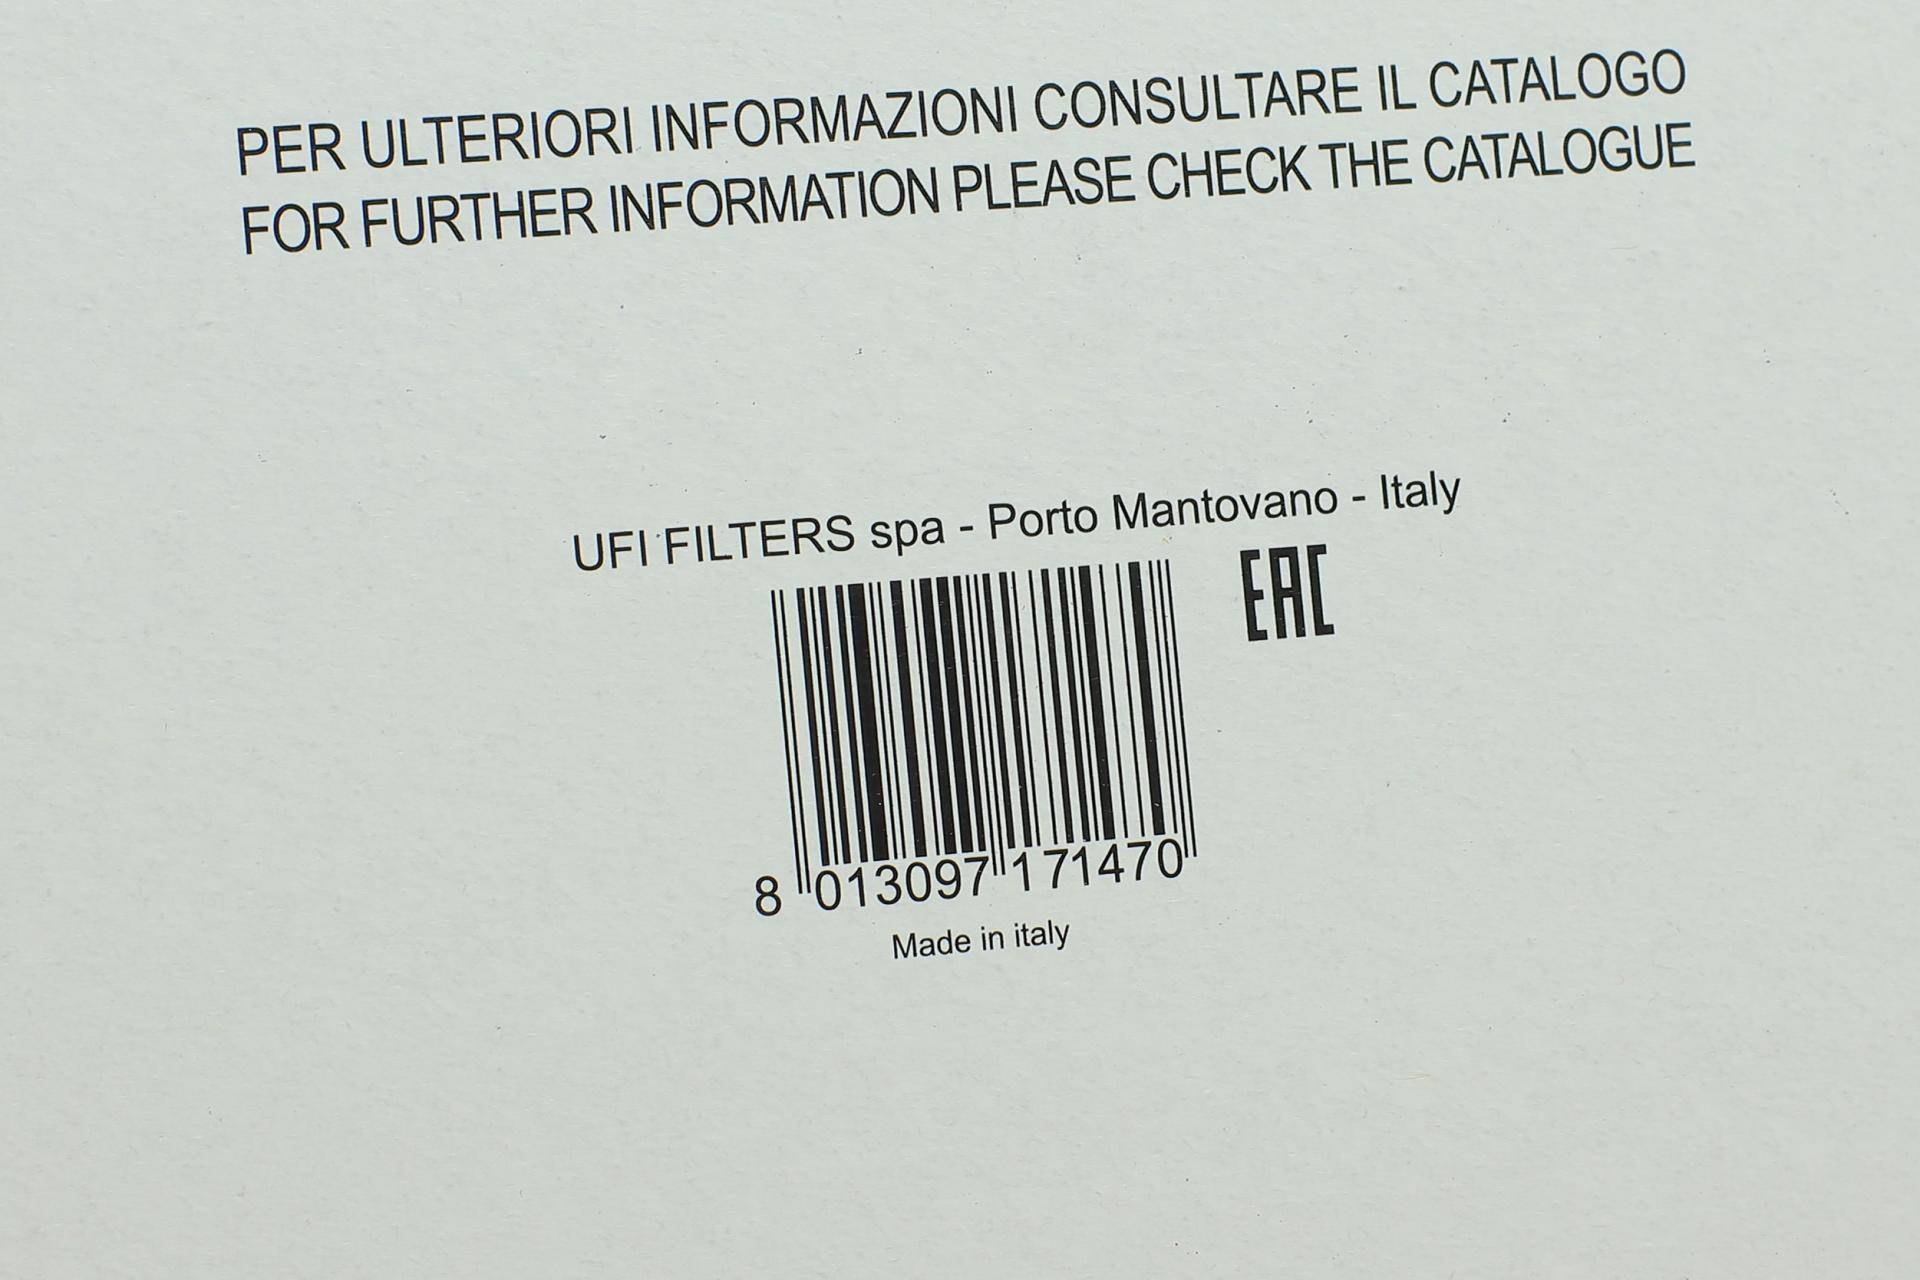 PER ULTERIORI INFORMAZIONI CONSULTARE IL CATALOGO
FOR FURTHER INFORMATION PLEASE CHECK THE CATALOGUE
UFI FILTERS spa - Porto Mantovano - Italy
EAC
8 013097 171470
Made in italy